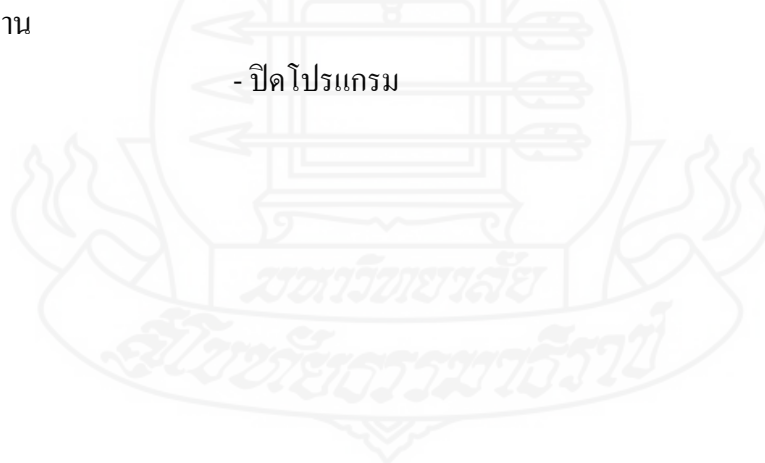 าน
- ปิดโปรแกรม
มหาวิทยาลัย
สุโขทัยธรรมาธิราช